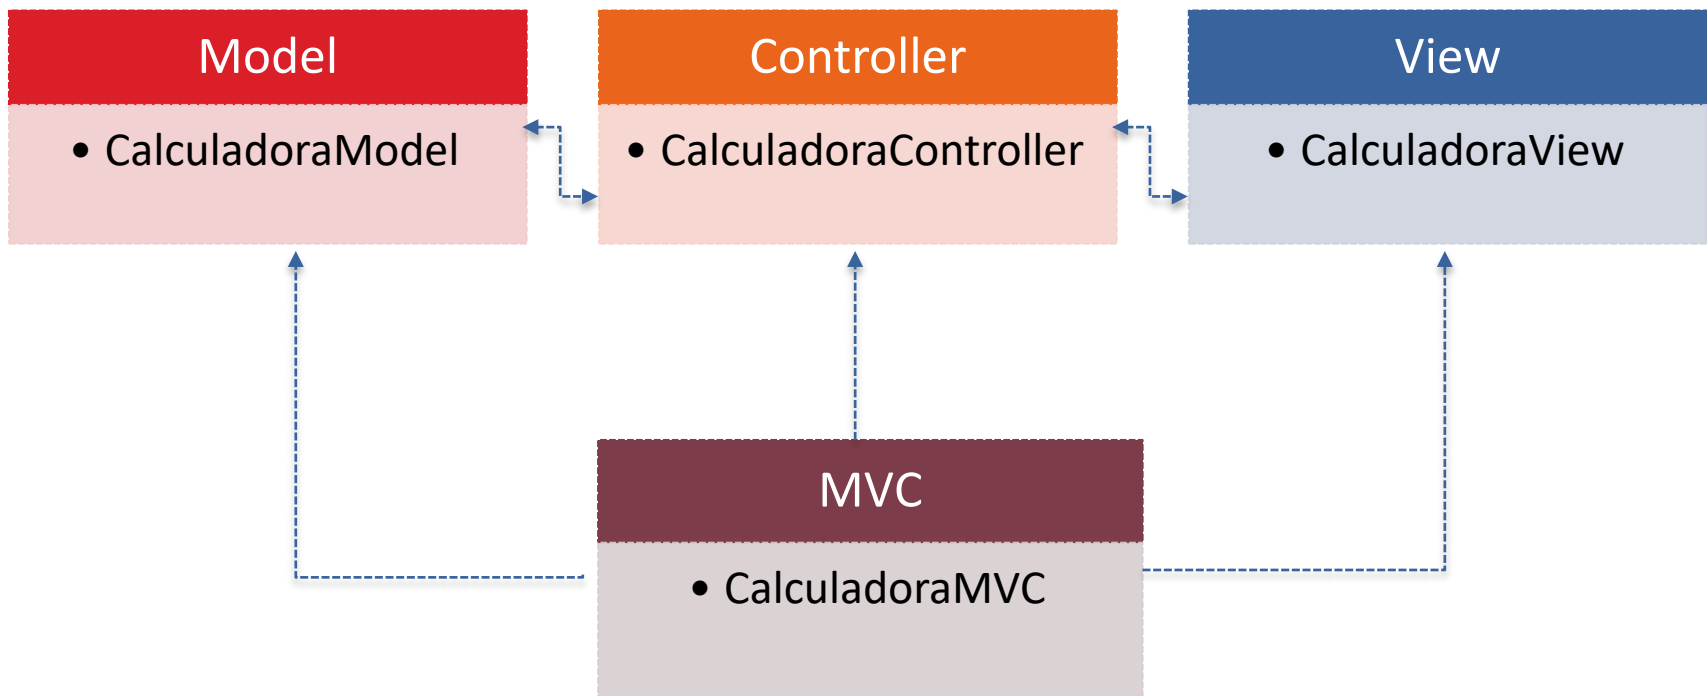 Model
• CalculadoraModel
Controller
• CalculadoraController
View
• CalculadoraView
MVC
• CalculadoraMVC